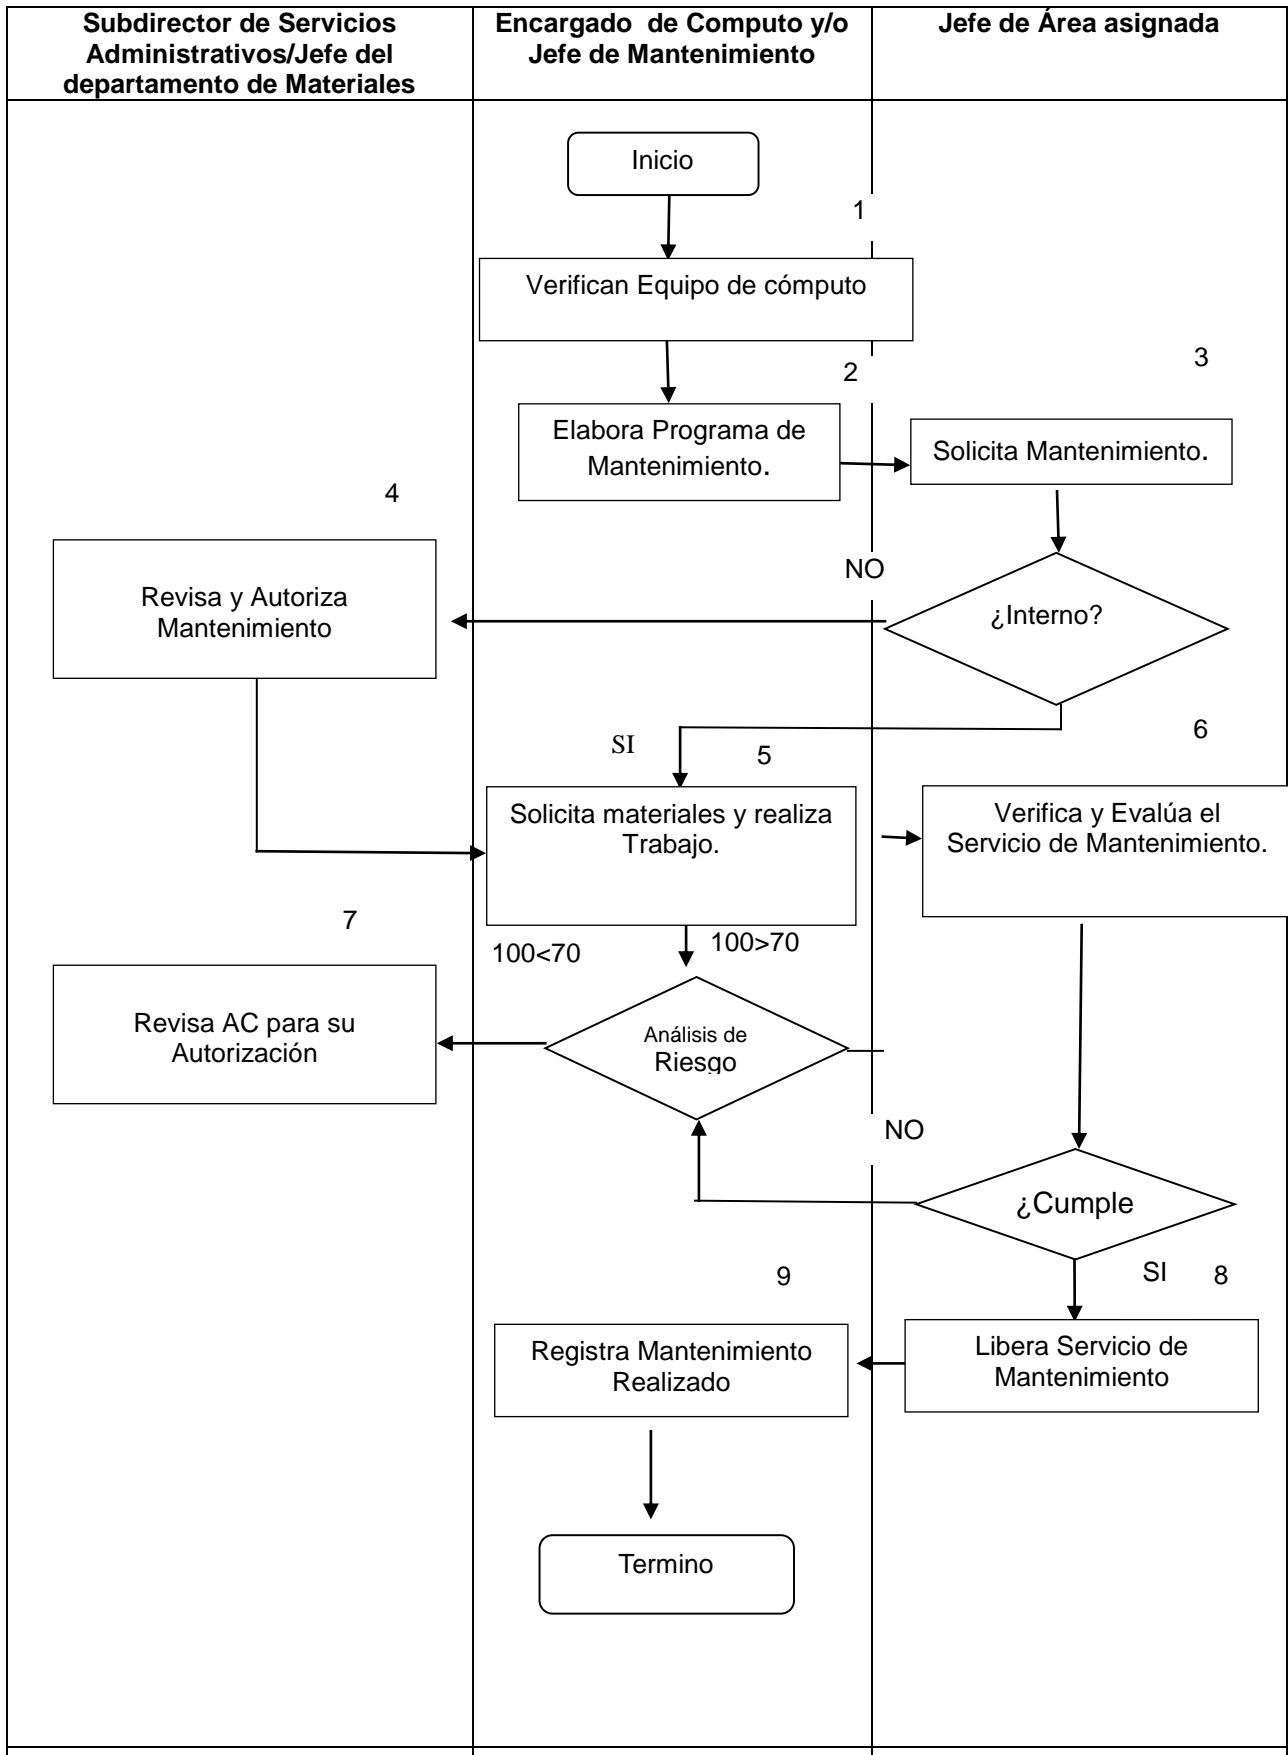 Subdirector de Servicios
Administrativos/Jefe del
departamento de Materiales
Encargado de Computo y/o
Jefe de Mantenimiento
Jefe de Área asignada
Inicio
1
Verifican Equipo de cómputo
2
3
Elabora Programa de
Mantenimiento.
Solicita Mantenimiento.
4
NO
Revisa y Autoriza
Mantenimiento
¿Interno?
SI
5
6
Solicita materiales y realiza
Trabajo.
Verifica y Evalúa el
Servicio de Mantenimiento.
7
100<70
100>70
Revisa AC para su
Autorización
Análisis de
Riesgo
NO
¿Cumple
SI
8
9
Registra Mantenimiento
Realizado
Libera Servicio de
Mantenimiento
Termino